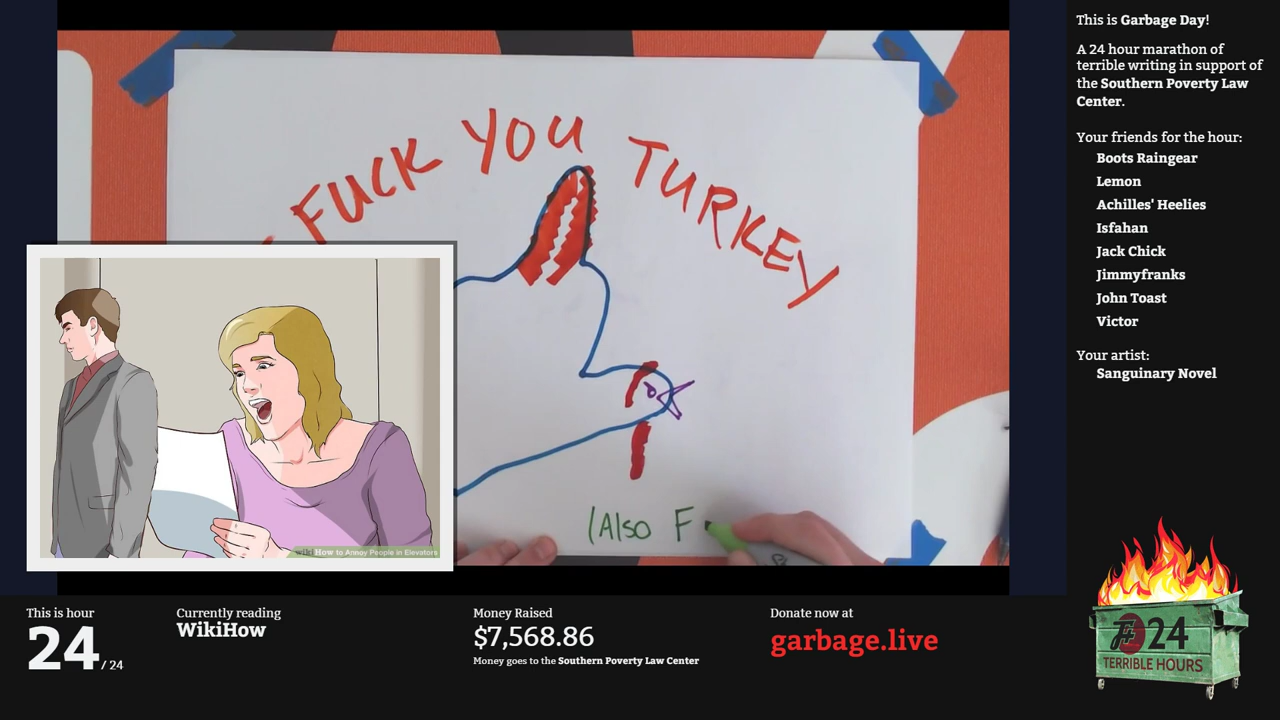 FUCK YOU TURKEY
(Also F
wikiHow to Annoy People in Elevators
This is Garbage Day!
A 24 hour marathon of
terrible writing in support of
the Southern Poverty Law
Center.
Your friends for the hour:
Boots Raingear
Lemon
Achilles' Heelies
Isfahan
Jack Chick
Jimmyfranks
John Toast
Victor
Your artist:
Sanguinary Novel
24
TERRIBLE HOURS
This is hour
24 / 24
Currently reading
WikiHow
Money Raised
$7,568.86
Money goes to the Southern Poverty Law Center
Donate now at
garbage.live